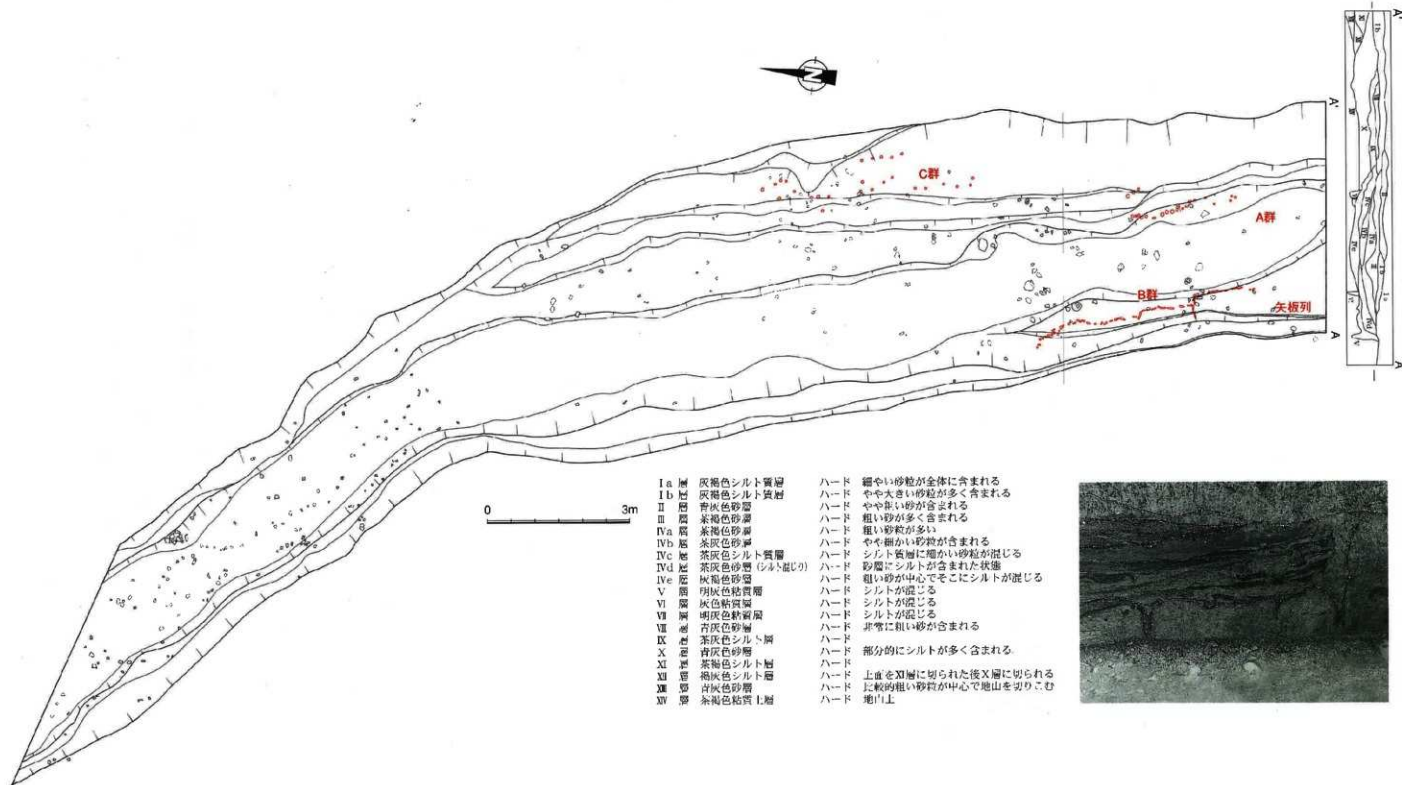 N
C群
A群
B群
矢板列
A'
A
A'
A
0 3m
Ⅰa 層 灰褐色シルト質層 ハード 細やい砂粒が全体に含まれる
Ⅰb 層 灰褐色シルト質層 ハード やや大きい砂粒が多く含まれる
Ⅱ 層 青灰色砂層 ハード やや粗い砂が含まれる
Ⅲ 層 茶褐色砂層 ハード 粗い砂が多く含まれる
Ⅳa 層 茶褐色砂層 ハード 粗い砂粒が多い
Ⅳb 層 茶灰色砂層 ハード やや細かい砂粒が含まれる
Ⅳc 層 茶灰色シルト質層 ハード シルト質層に細かい砂粒が混じる
Ⅳd 層 茶灰色砂層(シルト混じり) ハード 砂層にシルトが含まれた状態
Ⅳe 層 灰褐色砂層 ハード 粗い砂が中心でそこにシルトが混じる
Ⅴ 層 明灰色粘質層 ハード シルトが混じる
Ⅵ 層 灰色粘質層 ハード シルトが混じる
Ⅶ 層 明灰色粘質層 ハード シルトが混じる
Ⅷ 層 青灰色砂層 ハード 非常に粗い砂が含まれる
Ⅸ 層 茶灰色シルト層 ハード
Ⅹ 層 青灰色砂層 ハード 部分的にシルトが多く含まれる
Ⅺ 層 茶褐色シルト層 ハード
Ⅻ 層 褐灰色シルト層 ハード 上面をⅪ層に切られた後Ⅹ層に切られる
XIII 層 青灰色砂層 ハード 比較的粗い砂粒が中心で地山を切りこむ
XIV 層 茶褐色粘質土層 ハード 地山土